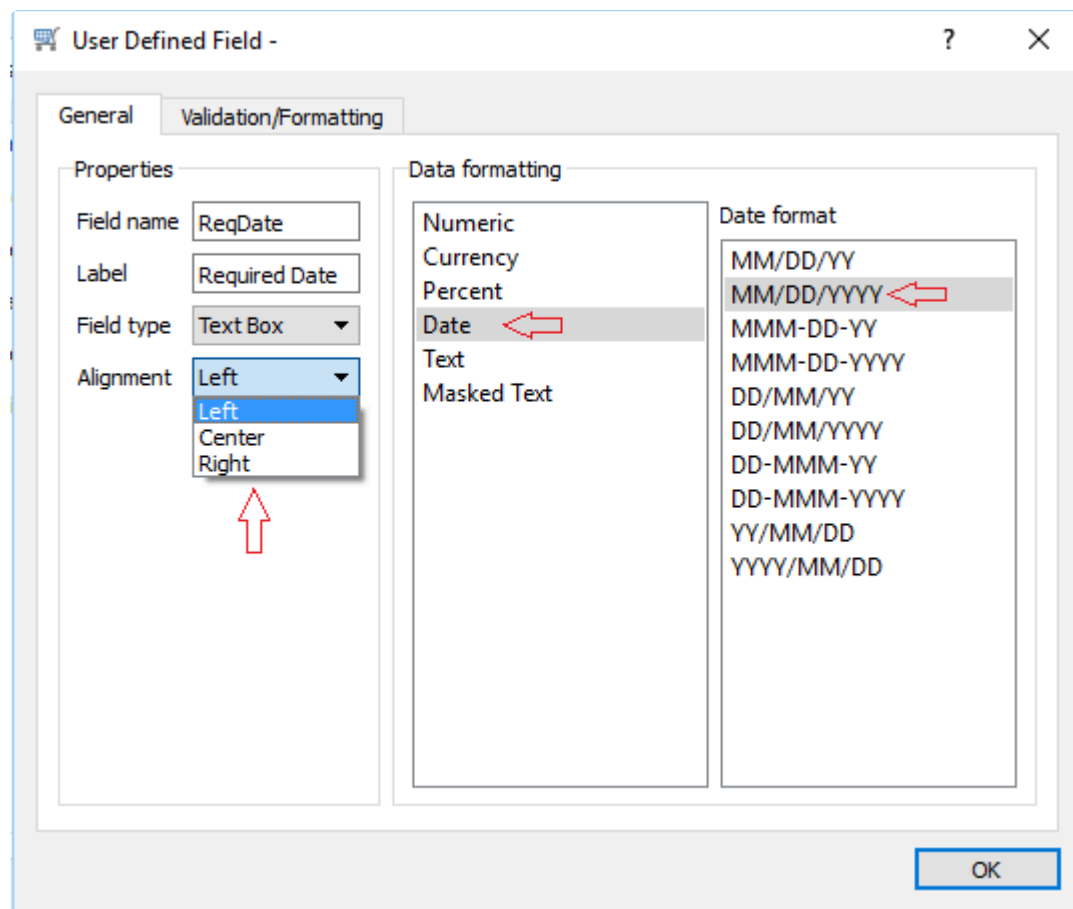 User Defined Field -
?
General
Validation/Formatting
Properties
Field name ReqDate
Label Required Date
Field type Text Box
Alignment Left
Left
Center
Right
Data formatting
Numeric
Currency
Percent
Date
Text
Masked Text
Date format
MM/DD/YY
MM/DD/YYYY
MMM-DD-YY
MMM-DD-YYYY
DD/MM/YY
DD/MM/YYYY
DD-MMM-YY
DD-MMM-YYYY
YY/MM/DD
YYYY/MM/DD
OK